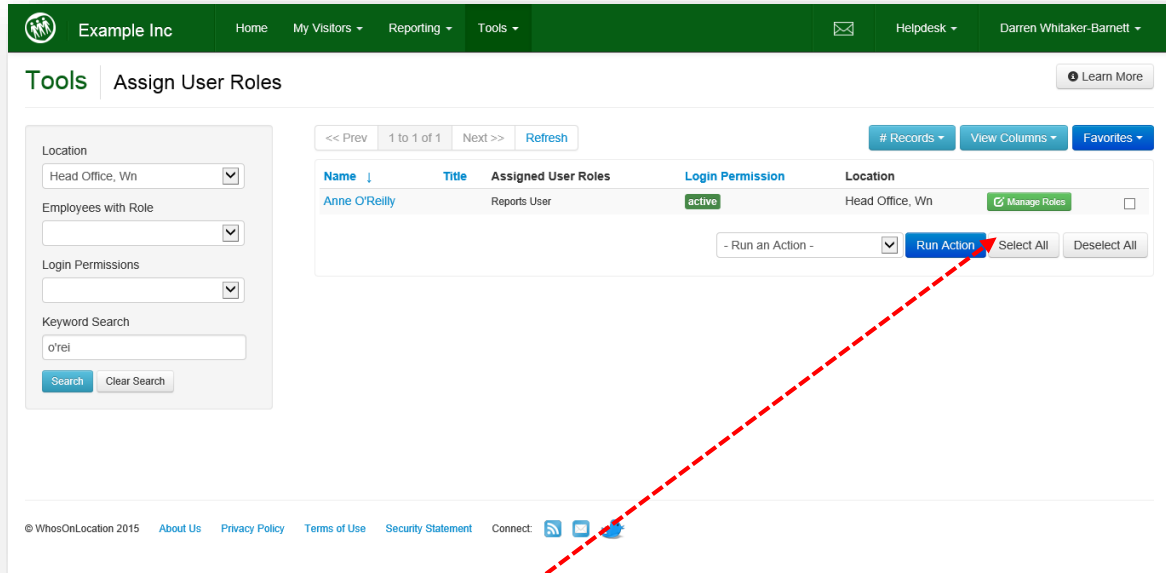 Example Inc Home My Visitors Reporting Tools Helpdesk Darren Whitaker-Barnett
Tools Assign User Roles Learn More
Location
Head Office, Wn
Employees with Role
Login Permissions
Keyword Search
o'rei
Search Clear Search
<< Prev 1 to 1 of 1 Next >> Refresh # Records View Columns Favorites
Name ↓ Title Assigned User Roles Login Permission Location
Anne O'Reilly Reports User active Head Office, Wn Manage Roles
- Run an Action - Run Action Select All Deselect All
© WhosOnLocation 2015 About Us Privacy Policy Terms of Use Security Statement Connect: